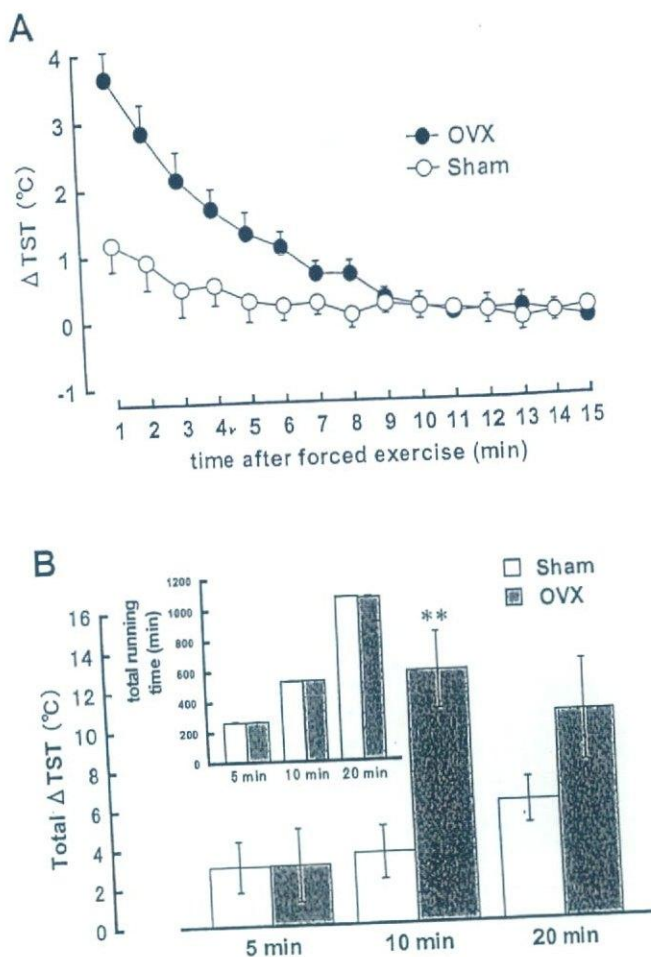 A
4
3
2
1
0
-1
ΔTST (°C)
OVX
Sham
1 2 3 4 5 6 7 8 9 10 11 12 13 14 15
time after forced exercise (min)
B
Sham
OVX
16
14
12
10
8
6
4
2
0
Total ΔTST (°C)
1200
1000
800
600
400
200
0
total running
time (min)
5 min 10 min 20 min
**
5 min 10 min 20 min